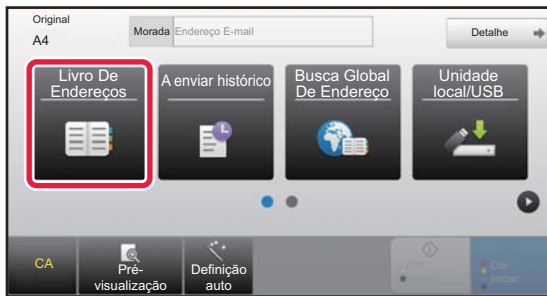 Original
A4
Morada Endereço E-mail
Detalhe
Livro De
Endereços
A enviar histórico
Busca Global
De Endereço
Unidade
local/USB
CA
Pré-
visualização
Definição
auto
Cor
Iniciar